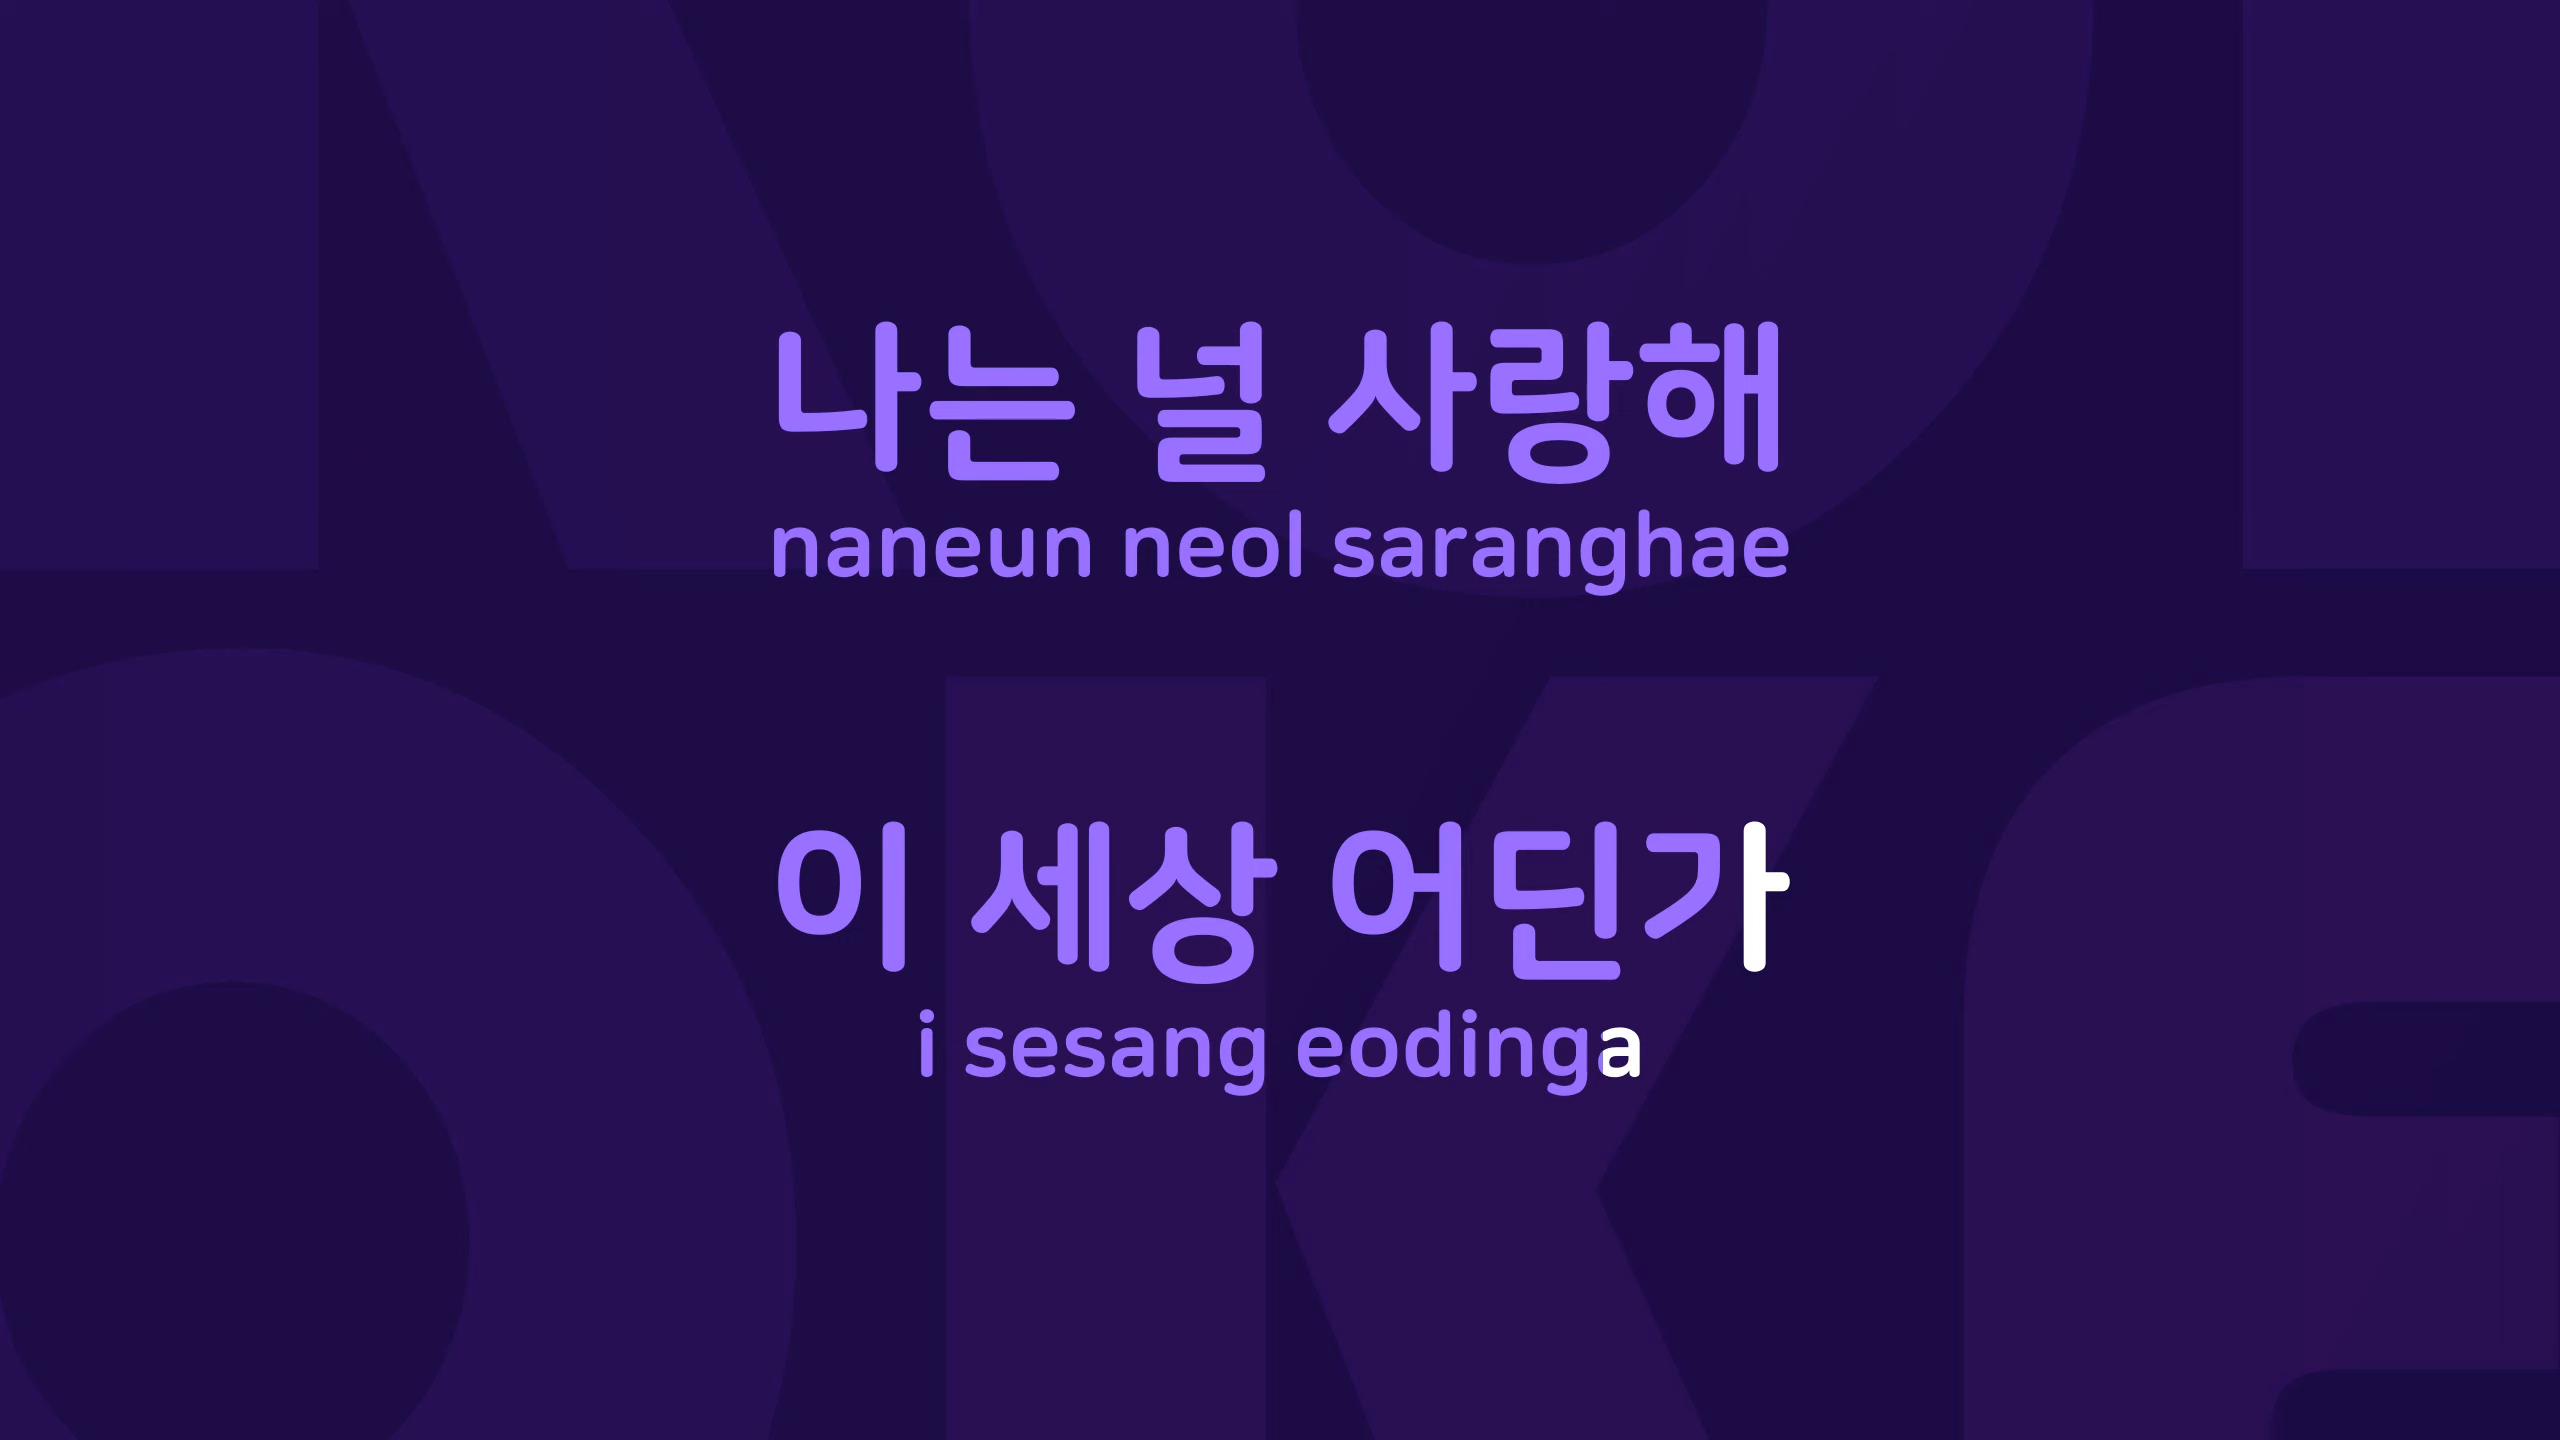 나는 널 사랑해
naneun neol saranghae
이 세상 어딘가
i sesang eodinga